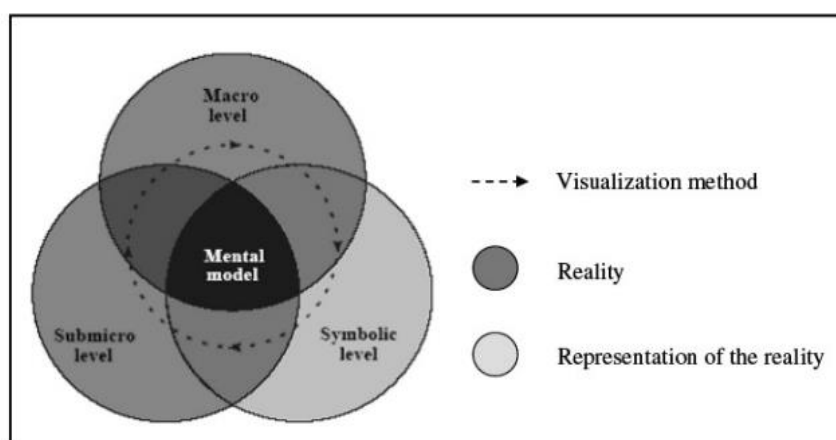 Macro
level
Mental
model
Submicro
level
Symbolic
level
Visualization method
Reality
Representation of the reality